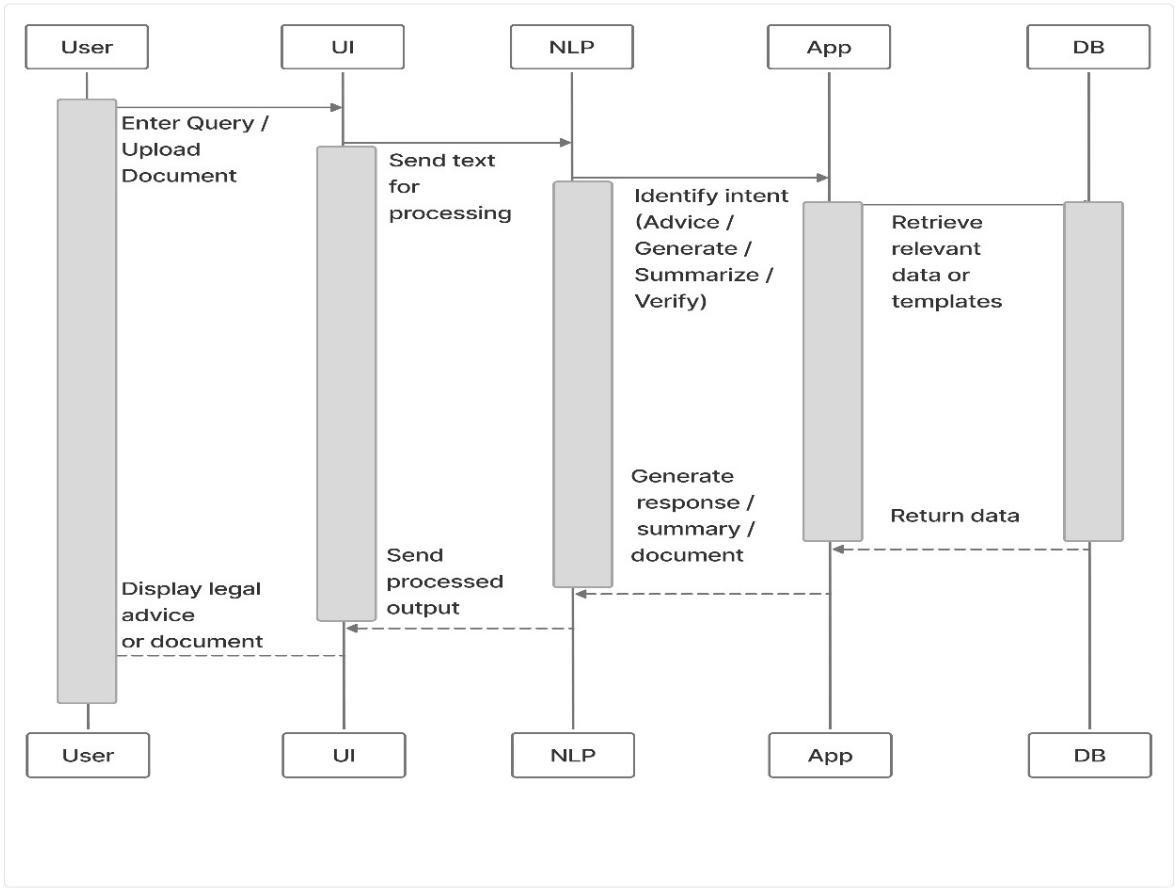 User
UI
NLP
App
DB
Enter Query /
Upload
Document
Send text
for
processing
Identify intent
(Advice /
Generate /
Summarize /
Verify)
Retrieve
relevant
data or
templates
Generate
response /
summary /
document
Return data
Send
processed
output
Display legal
advice
or document
User
UI
NLP
App
DB